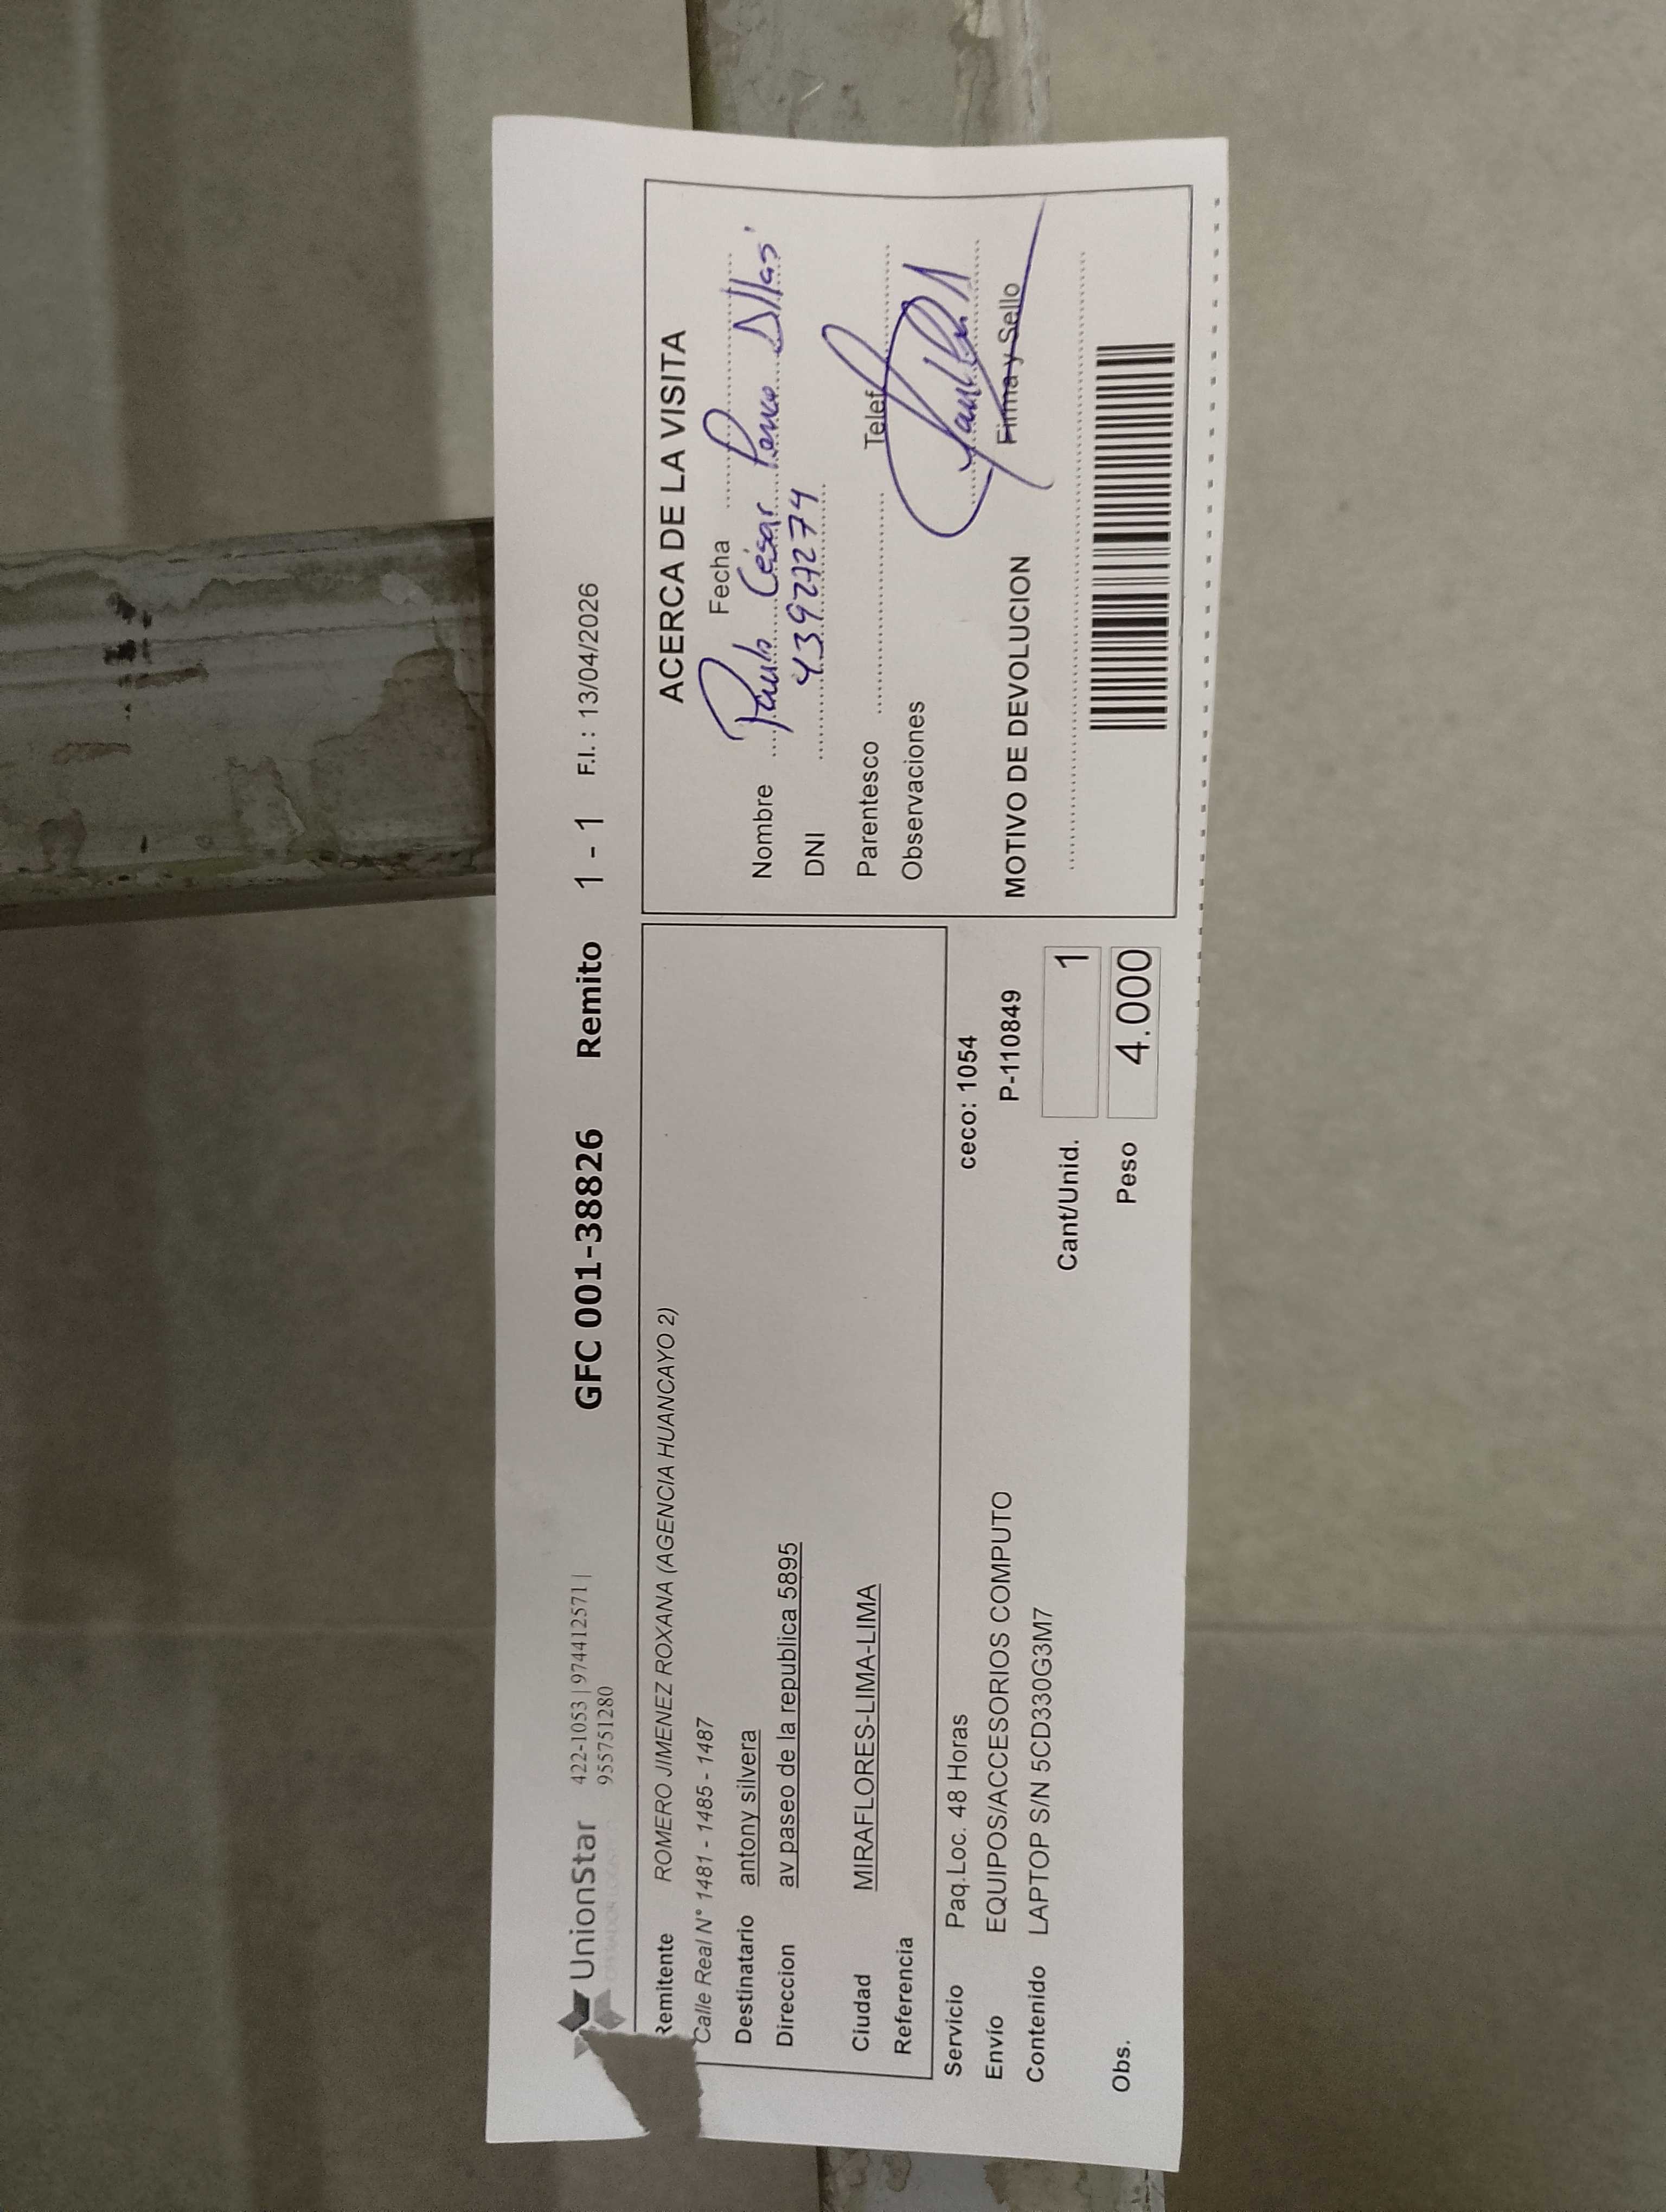 UnionStar 422-1053 | 974412571 |
955751280
GFC 001-38826 Remito 1 - 1 F.I. : 13/04/2026
Remitente ROMERO JIMENEZ ROXANA (AGENCIA HUANCAYO 2)
Calle Real N° 1481 - 1485 - 1487
Destinatario antony silvera
Direccion av paseo de la republica 5895
Ciudad MIRAFLORES-LIMA-LIMA
Referencia
Servicio Paq.Loc. 48 Horas ceco: 1054
Envío EQUIPOS/ACCESORIOS COMPUTO P-110849
Contenido LAPTOP S/N 5CD330G3M7
Cant/Unid. 1
Obs. Peso 4.000
ACERCA DE LA VISITA
Fecha
Nombre Paulo César
DNI 43927274
Parentesco Telef
Observaciones
Firma y Sello
MOTIVO DE DEVOLUCION